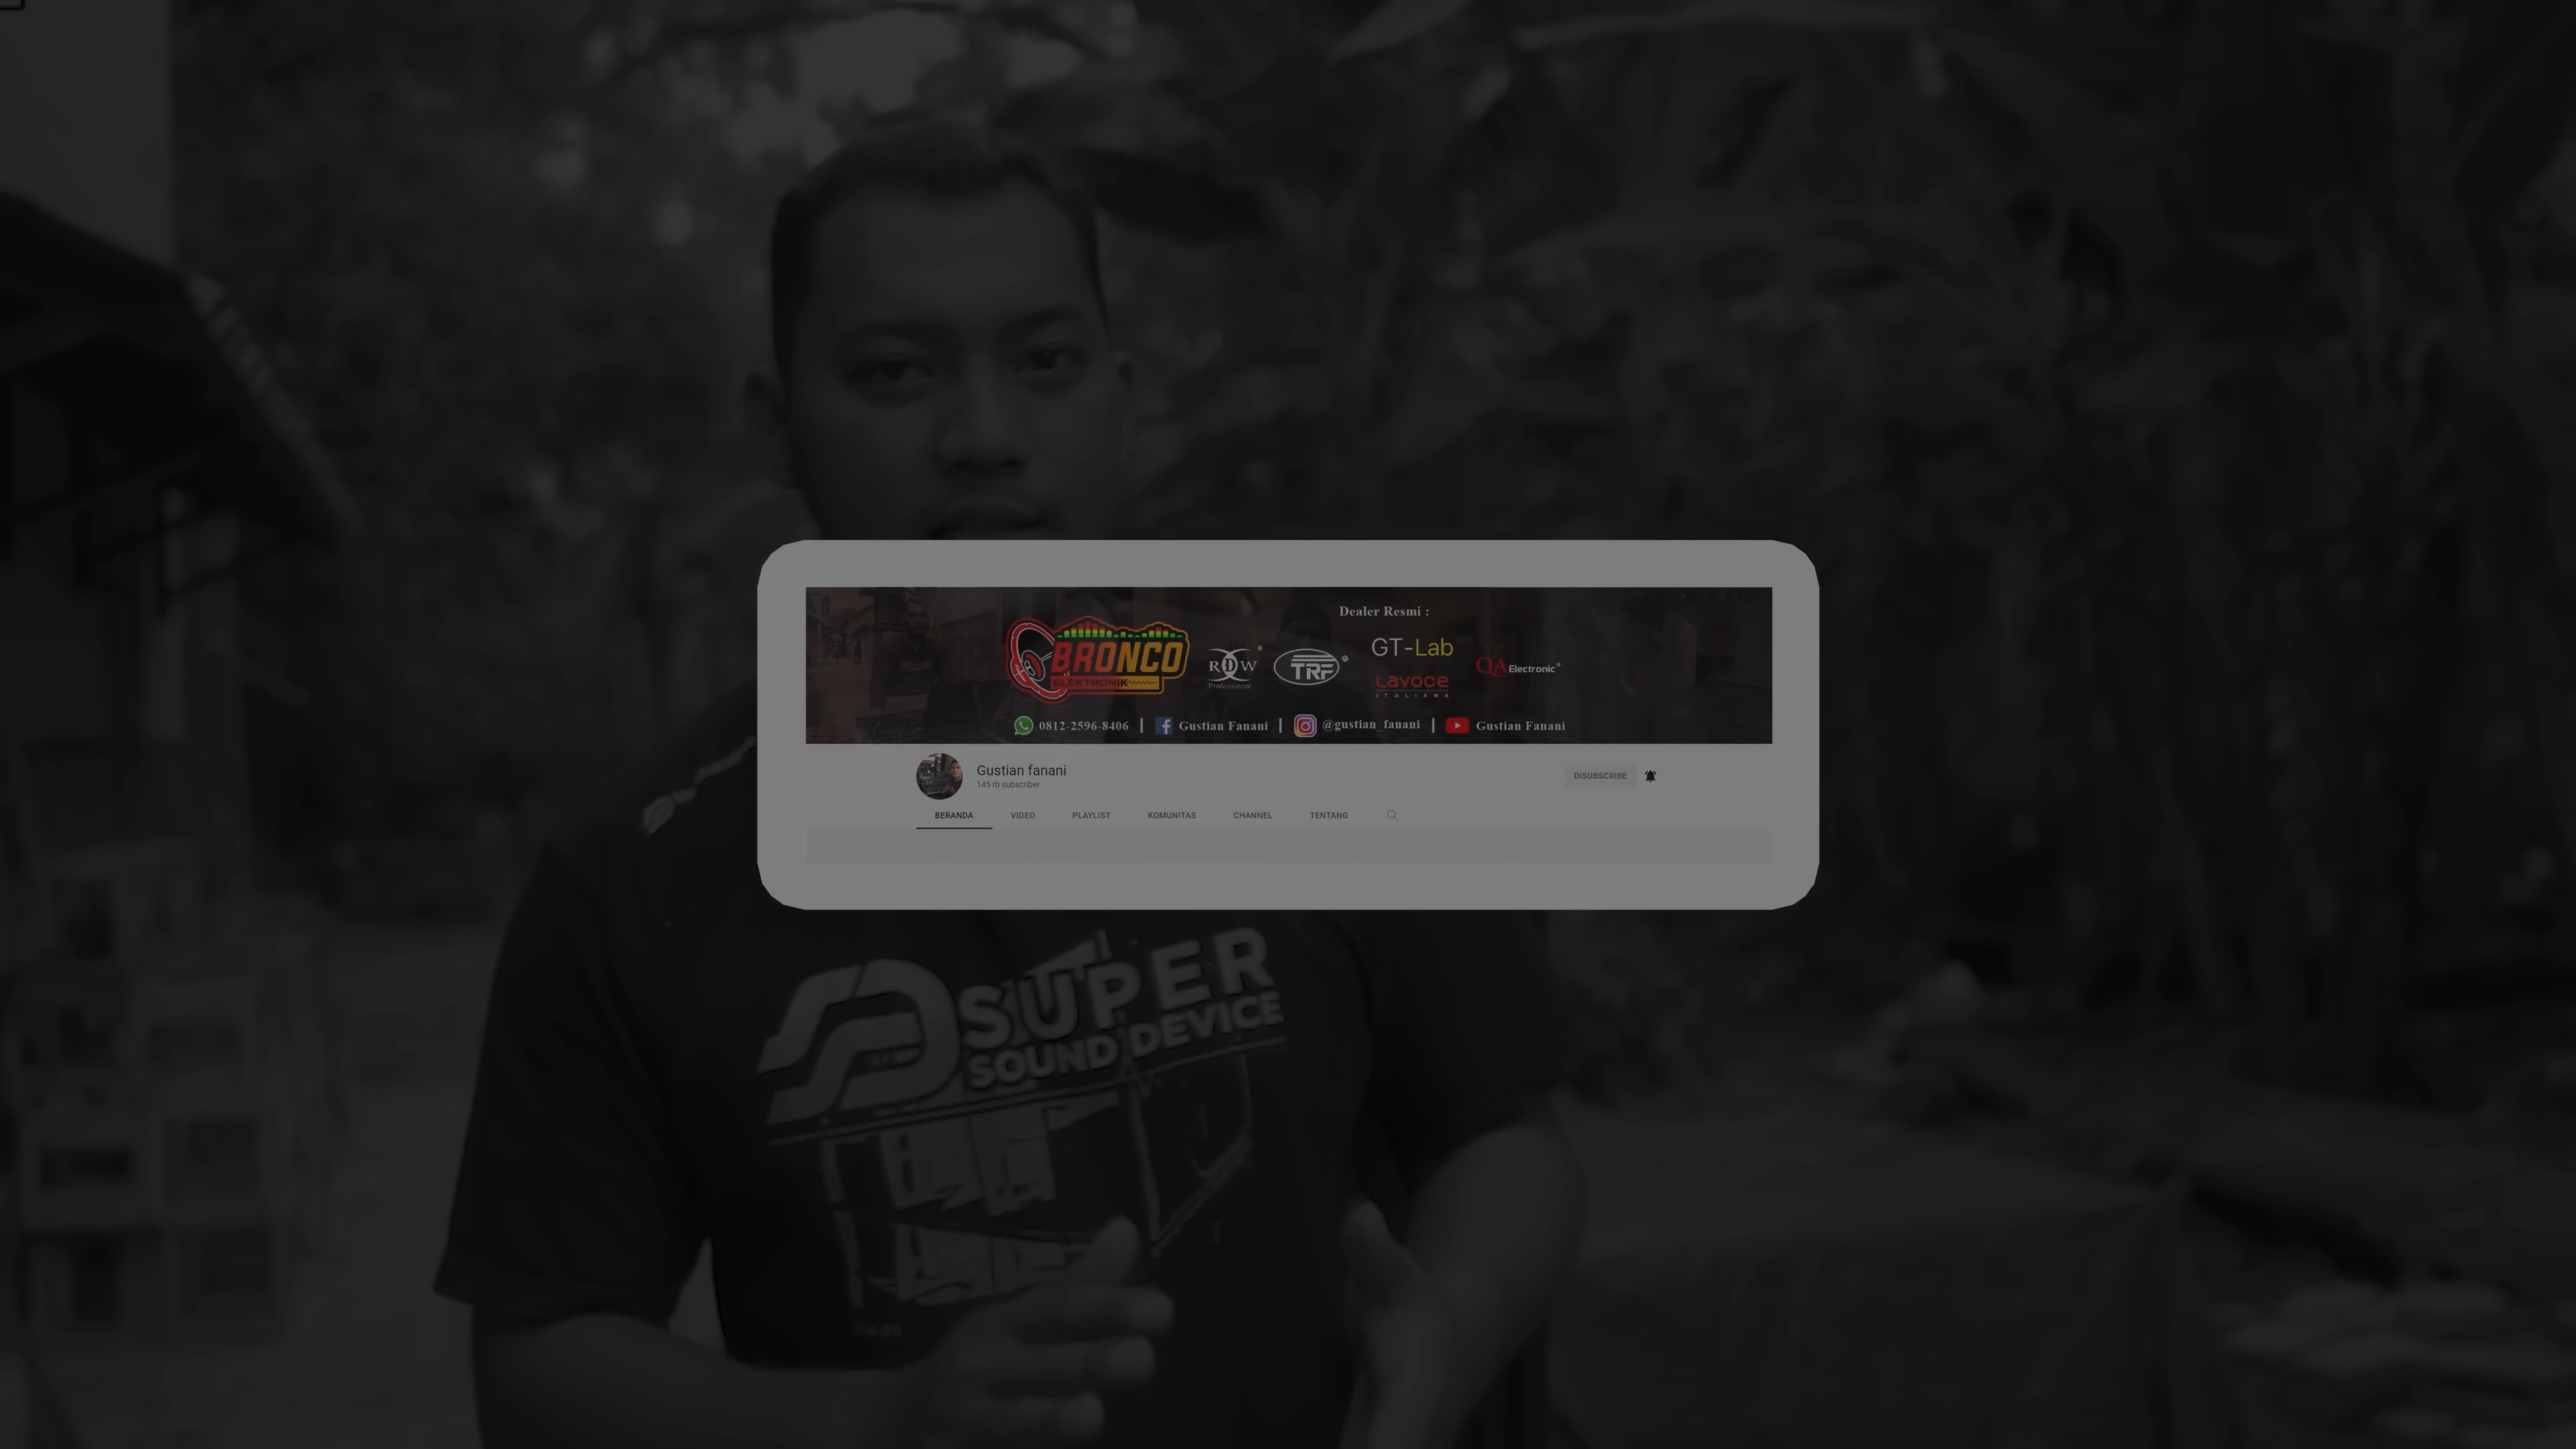 Dealer Resmi :
BRONCO
ELEKTRONIK
RDW
Professional
TRF
GT-Lab
LAVOCE
ITALIANA
QA Electronic
0812-2596-8406 | Gustian Fanani | @gustian_fanani | Gustian Fanani
Gustian fanani
145 rb subscriber
DISUBSCRIBE
BERANDA VIDEO PLAYLIST KOMUNITAS CHANNEL TENTANG
SUPER
SOUND DEVICE